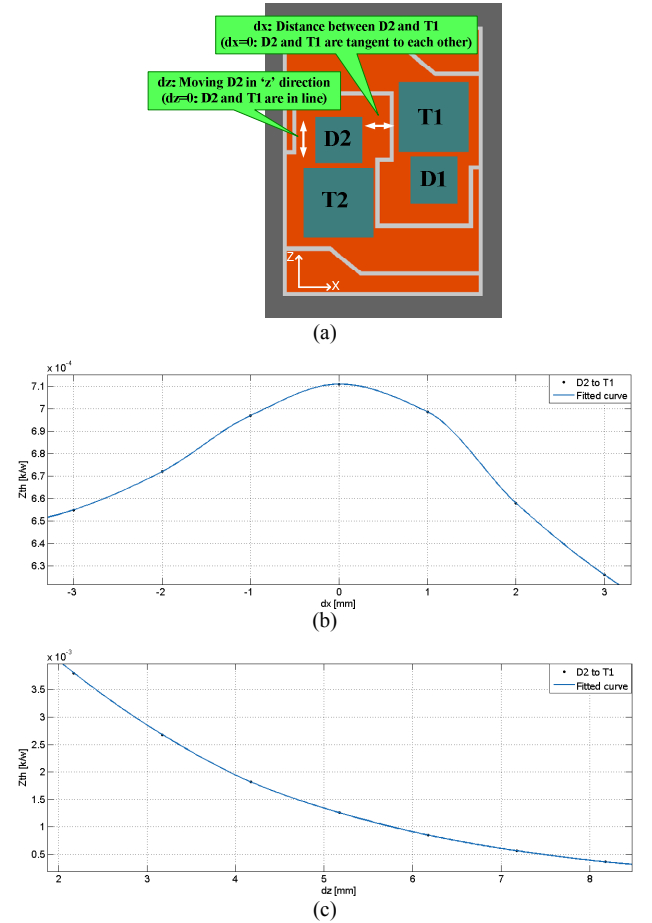 dx: Distance between D2 and T1
(dx=0: D2 and T1 are tangent to each other)
dz: Moving D2 in ‘z’ direction
(dz=0: D2 and T1 are in line)
T1
D2
D1
T2
Z
X
(a)
x 10⁻⁴
7.1
7
6.9
6.8
6.7
6.6
6.5
6.4
6.3
Zth [k/w]
-3 -2 -1 0 1 2 3
dx [mm]
D2 to T1
Fitted curve
(b)
x 10⁻³
3.5
3
2.5
2
1.5
1
0.5
Zth [k/w]
2 3 4 5 6 7 8
dz [mm]
D2 to T1
Fitted curve
(c)